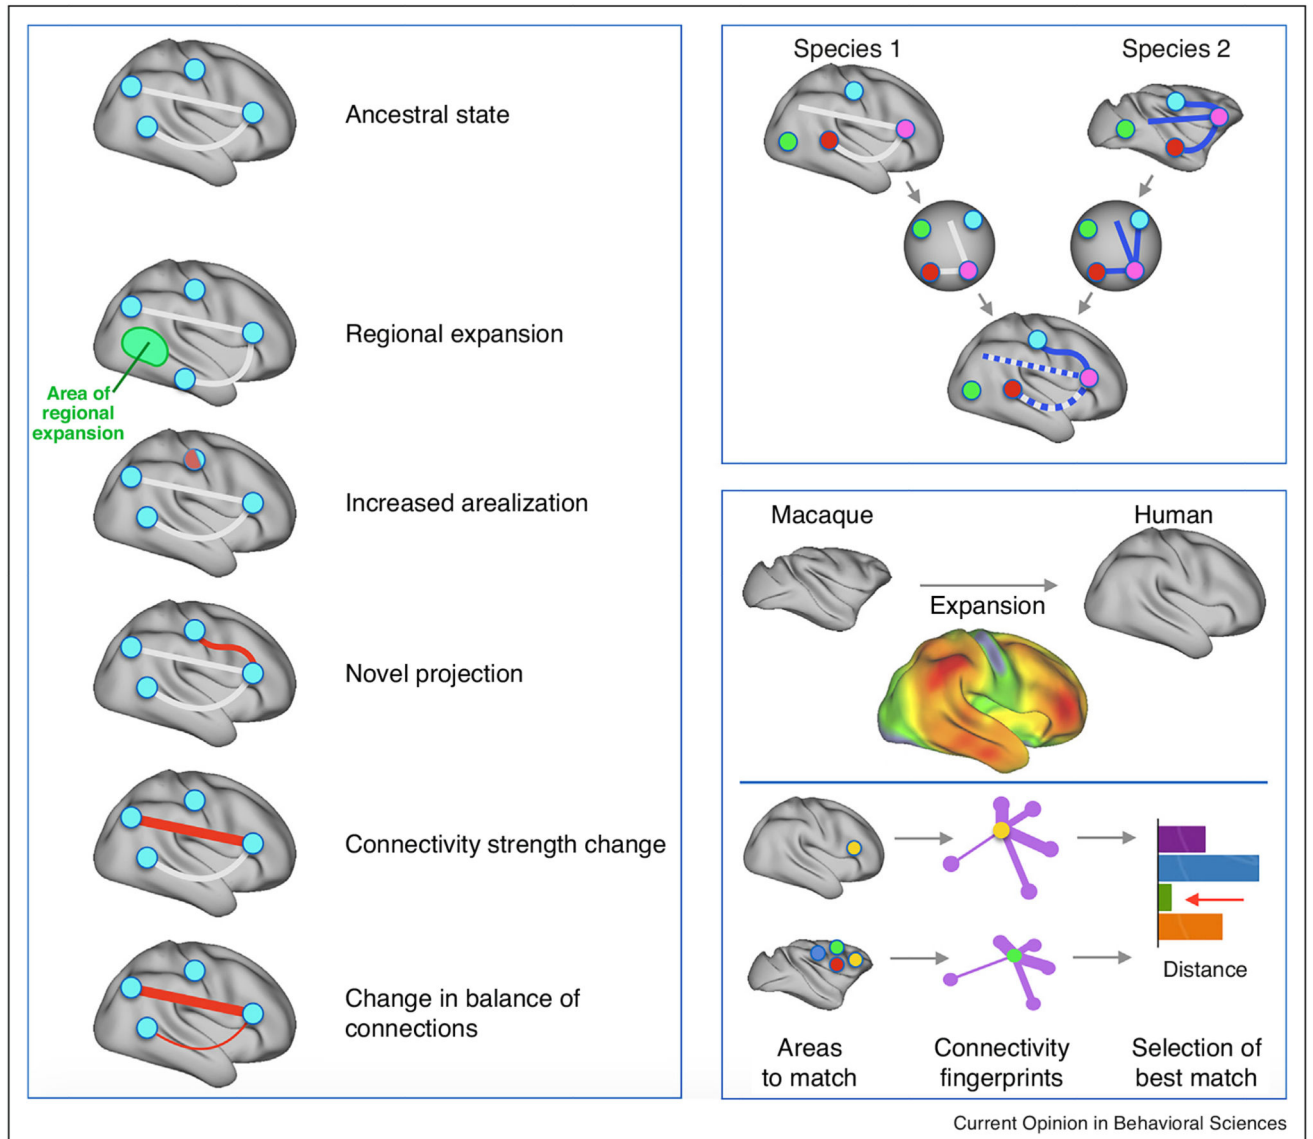 Ancestral state
Regional expansion
Area of
regional
expansion
Increased arealization
Novel projection
Connectivity strength change
Change in balance of
connections
Species 1
Species 2
Macaque
Human
Expansion
Distance
Areas
to match
Connectivity
fingerprints
Selection of
best match
Current Opinion in Behavioral Sciences